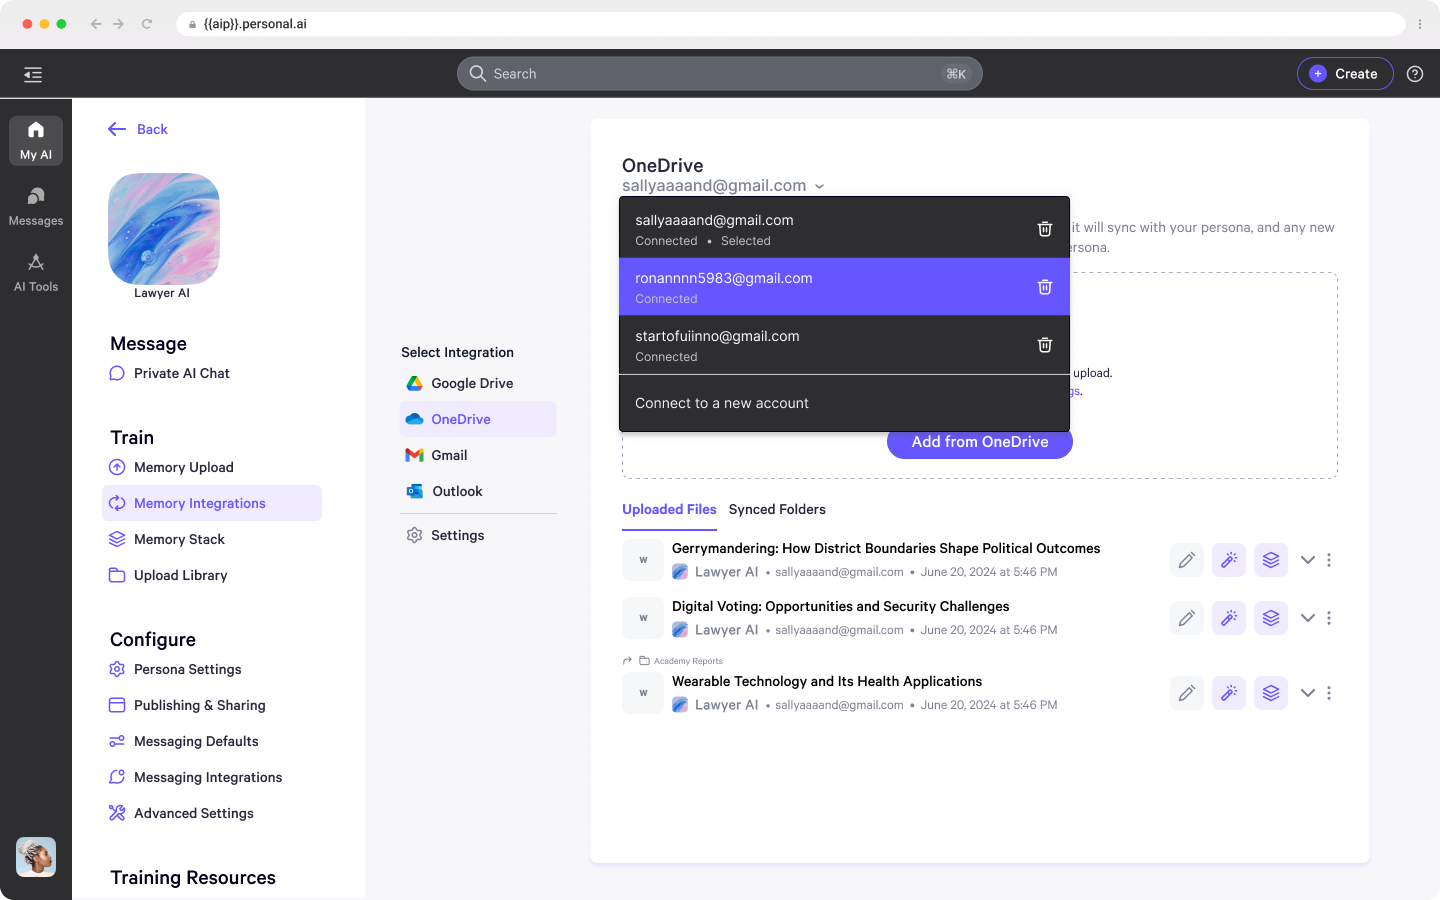 {{aip}}.personal.ai
Search
⌘K
Create
My AI
Messages
AI Tools
Back
Lawyer AI
Message
Private AI Chat
Train
Memory Upload
Memory Integrations
Memory Stack
Upload Library
Configure
Persona Settings
Publishing & Sharing
Messaging Defaults
Messaging Integrations
Advanced Settings
Training Resources
Select Integration
Google Drive
OneDrive
Gmail
Outlook
Settings
OneDrive
sallyaaaand@gmail.com
sallyaaaand@gmail.com
Connected • Selected
ronannnn5983@gmail.com
Connected
startofuiinno@gmail.com
Connected
Connect to a new account
it will sync with your persona, and any new
ersona.
upload.
gs.
Add from OneDrive
Uploaded Files Synced Folders
W
Gerrymandering: How District Boundaries Shape Political Outcomes
Lawyer AI • sallyaaaand@gmail.com • June 20, 2024 at 5:46 PM
W
Digital Voting: Opportunities and Security Challenges
Lawyer AI • sallyaaaand@gmail.com • June 20, 2024 at 5:46 PM
Academy Reports
W
Wearable Technology and Its Health Applications
Lawyer AI • sallyaaaand@gmail.com • June 20, 2024 at 5:46 PM